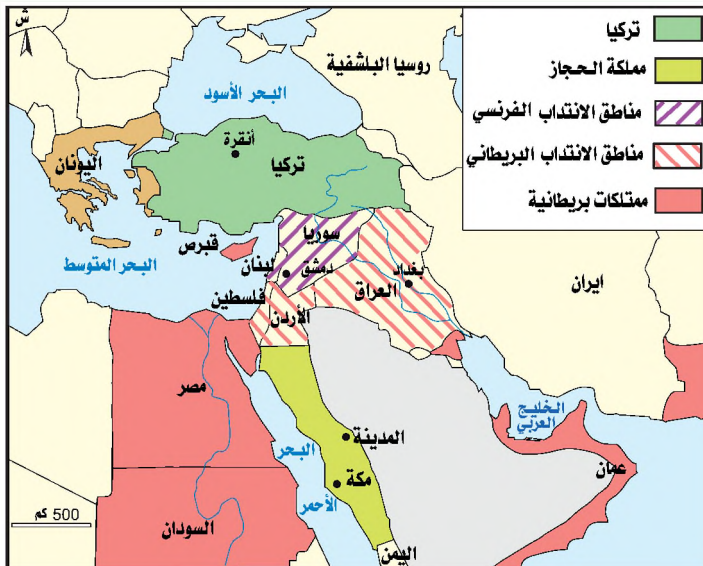 ش
تركيا
مملكة الحجاز
مناطق الانتداب الفرنسي
مناطق الانتداب البريطاني
ممتلكات بريطانية
روسيا البلشفية
البحر الأسود
أنقرة
تركيا
اليونان
قبرص
البحر المتوسط
سوريا
لبنان
دمشق
فلسطين
الأردن
بغداد
العراق
ايران
مصر
الخليج
العربي
المدينة
البحر
مكة
الأحمر
عمان
السودان
اليمن
500 كم